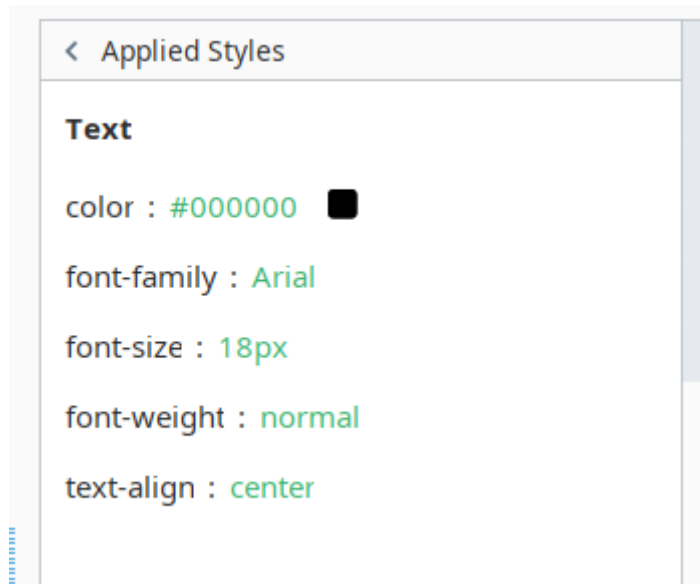 Applied Styles
Text
color : #000000
font-family : Arial
font-size : 18px
font-weight : normal
text-align : center